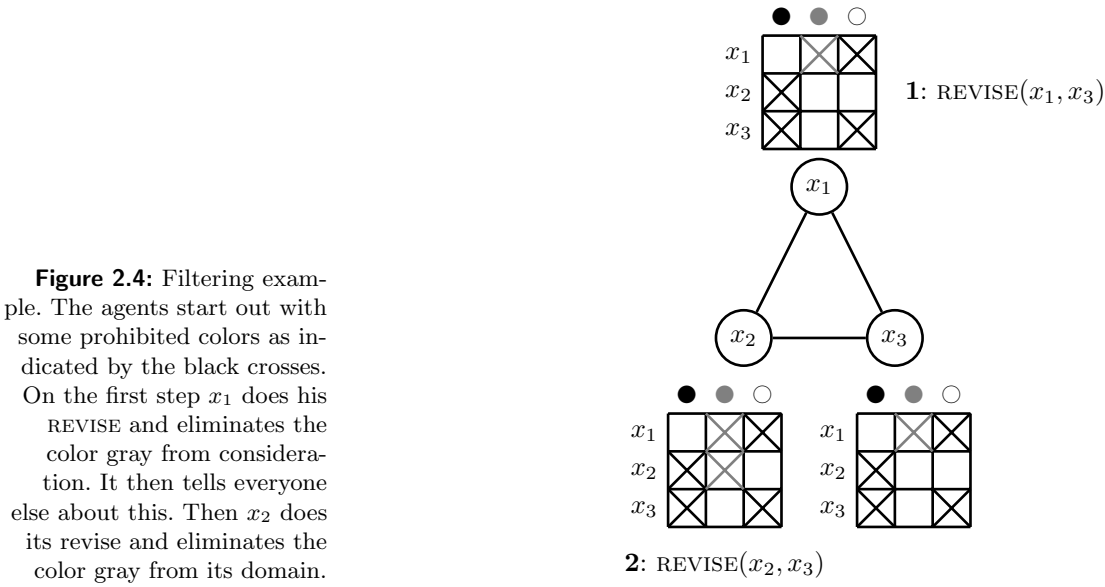 x₁
x₂
x₃
1: REVISE(x₁, x₃)
x₁
x₂
x₃
x₁
x₂
x₃
x₁
x₂
x₃
2: REVISE(x₂, x₃)
Figure 2.4: Filtering exam-
ple. The agents start out with
some prohibited colors as in-
dicated by the black crosses.
On the first step x₁ does his
REVISE and eliminates the
color gray from considera-
tion. It then tells everyone
else about this. Then x₂ does
its revise and eliminates the
color gray from its domain.